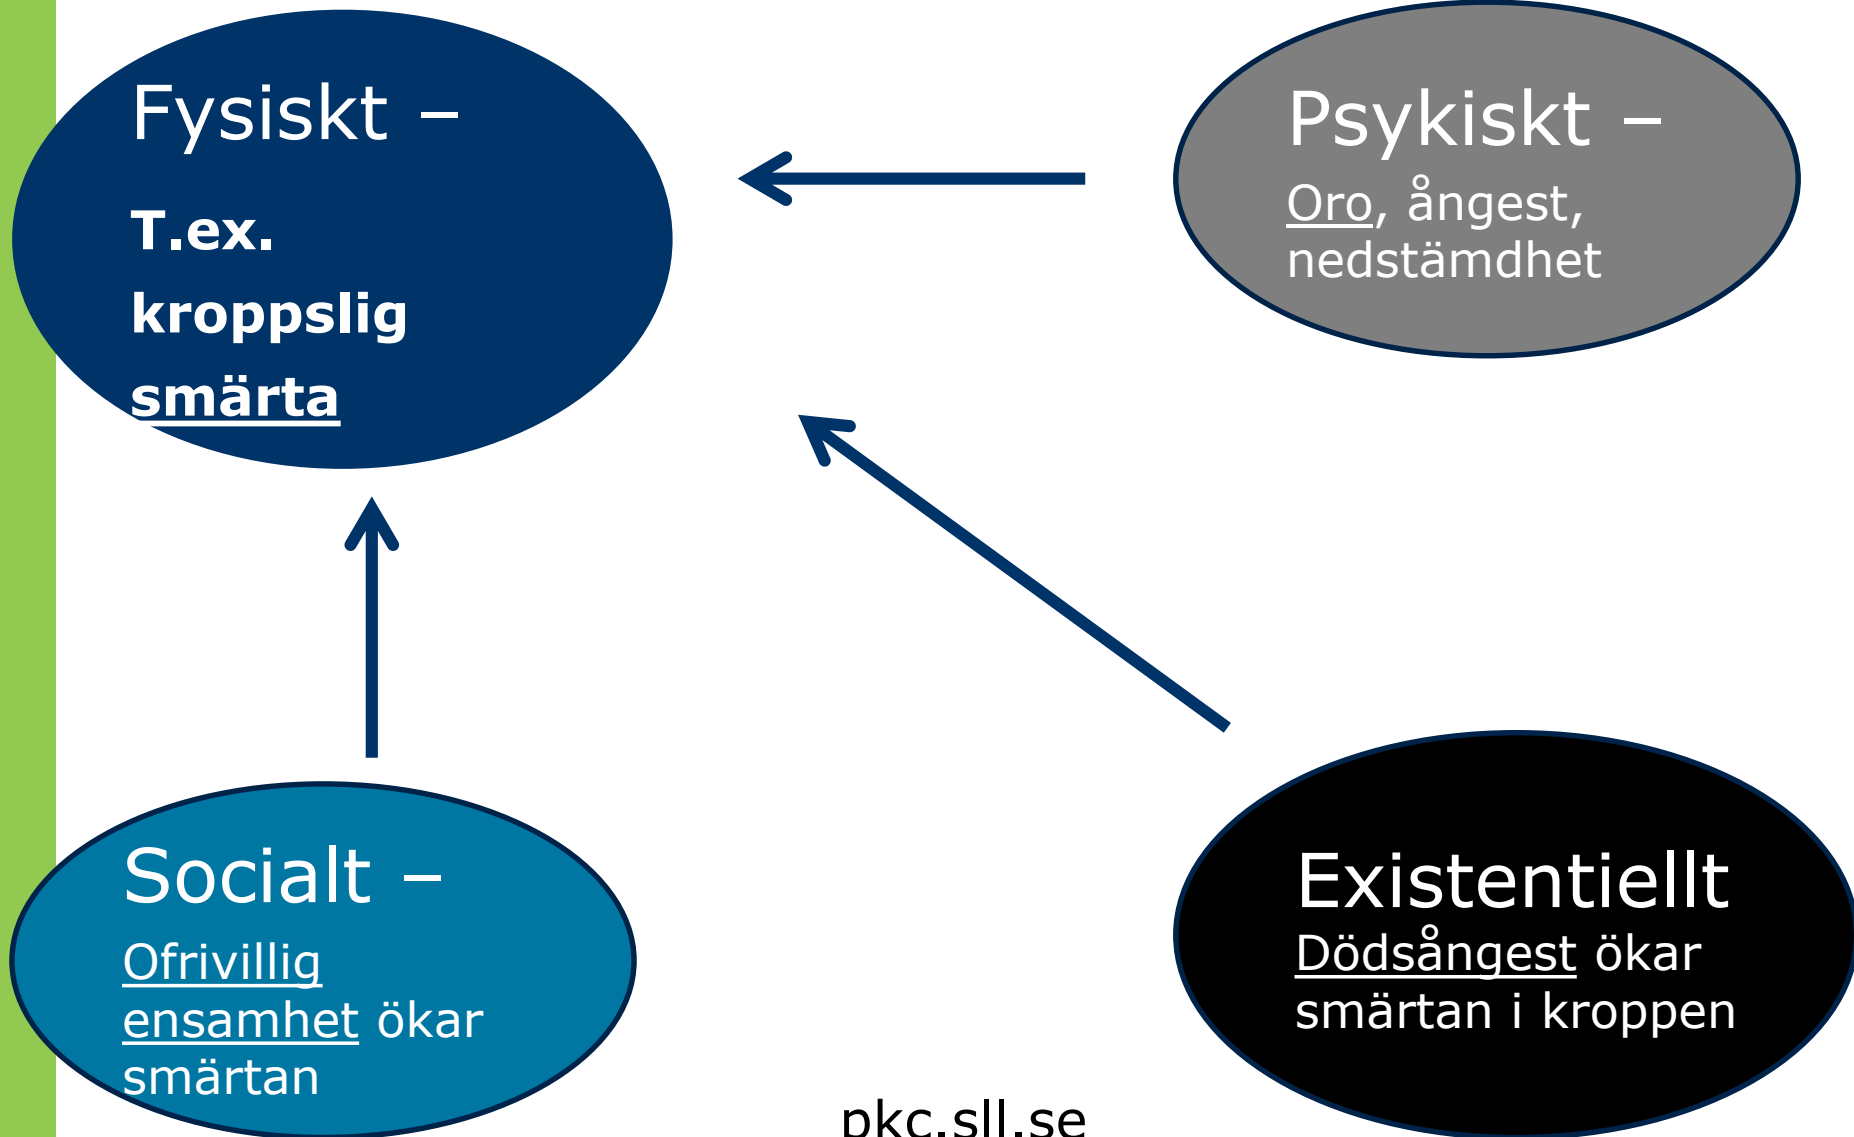 Fysiskt –
T.ex.
kroppslig
smärta
Psykiskt –
Oro, ångest,
nedstämdhet
Socialt –
Ofrivillig
ensamhet ökar
smärtan
Existentiellt
Dödsångest ökar
smärtan i kroppen
pkc.sll.se